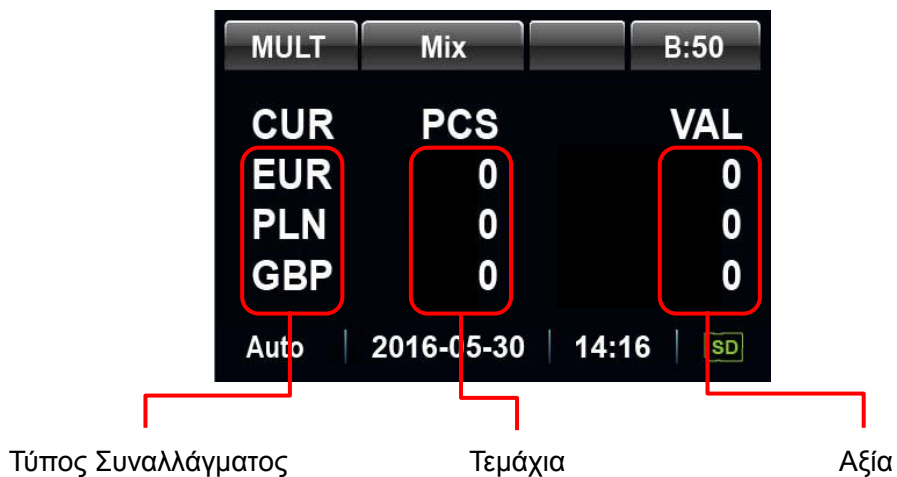 MULT Mix B:50
CUR PCS VAL
EUR 0 0
PLN 0 0
GBP 0 0
Auto 2016-05-30 14:16 SD
Τύπος Συναλλάγματος Τεμάχια Αξία